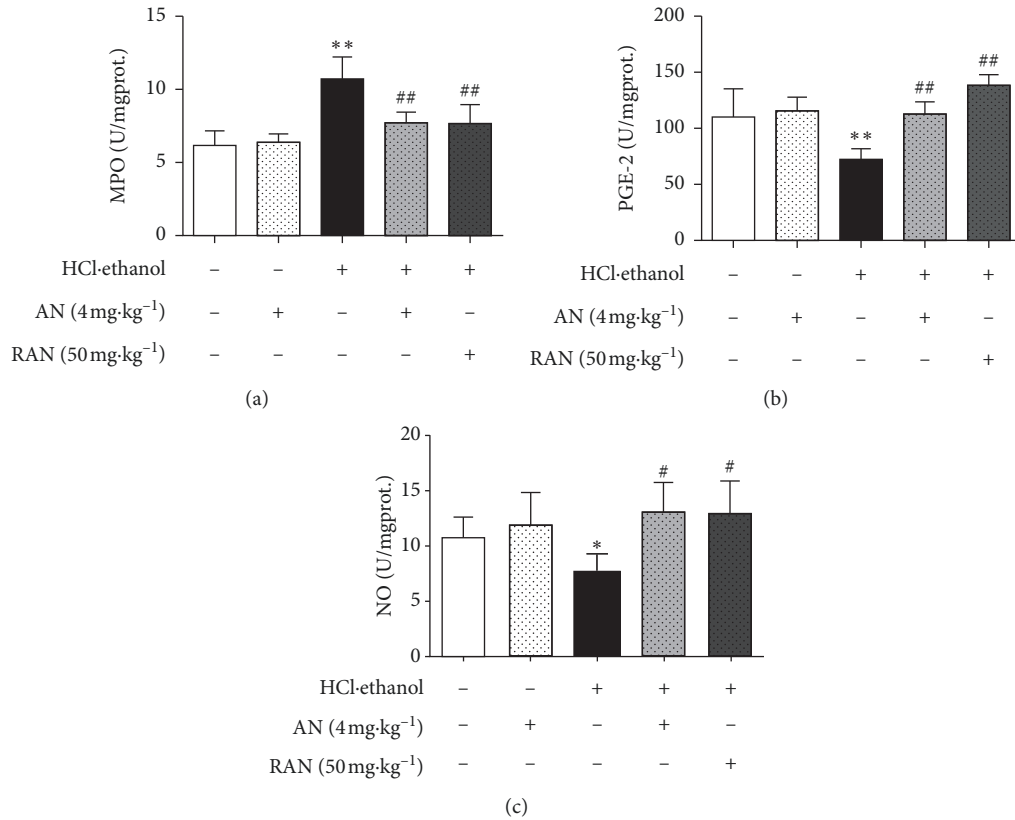 15
10
5
0
MPO (U/mgprot.)
**
##
##
HCl·ethanol – – + + +
AN (4 mg·kg⁻¹) – + – + –
RAN (50 mg·kg⁻¹) – – – – +
(a)
200
150
100
50
0
PGE-2 (U/mgprot.)
**
##
##
HCl·ethanol – – + + +
AN (4 mg·kg⁻¹) – + – + –
RAN (50 mg·kg⁻¹) – – – – +
(b)
20
15
10
5
0
NO (U/mgprot.)
*
#
#
HCl·ethanol – – + + +
AN (4 mg·kg⁻¹) – + – + –
RAN (50 mg·kg⁻¹) – – – – +
(c)